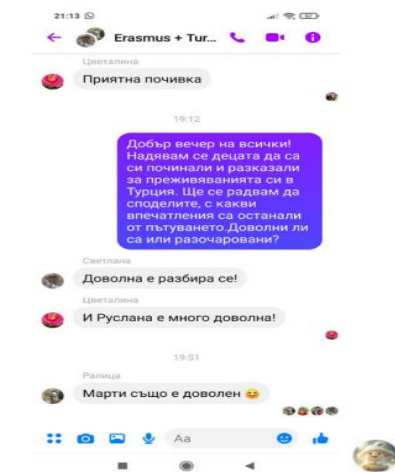 21:13
Erasmus + Tur...
Цветалина
Приятна почивка
19:12
Добър вечер на всички!
Надявам се децата да са
си починали и разказали
за преживяванията си в
Турция. Ще се радвам да
споделите, с какви
впечатления са останали
от пътуването.Доволни ли
са или разочаровани?
Светлана
Доволна е разбира се!
Цветалина
И Руслана е много доволна!
19:51
Ралица
Марти също е доволен 😊
Aa